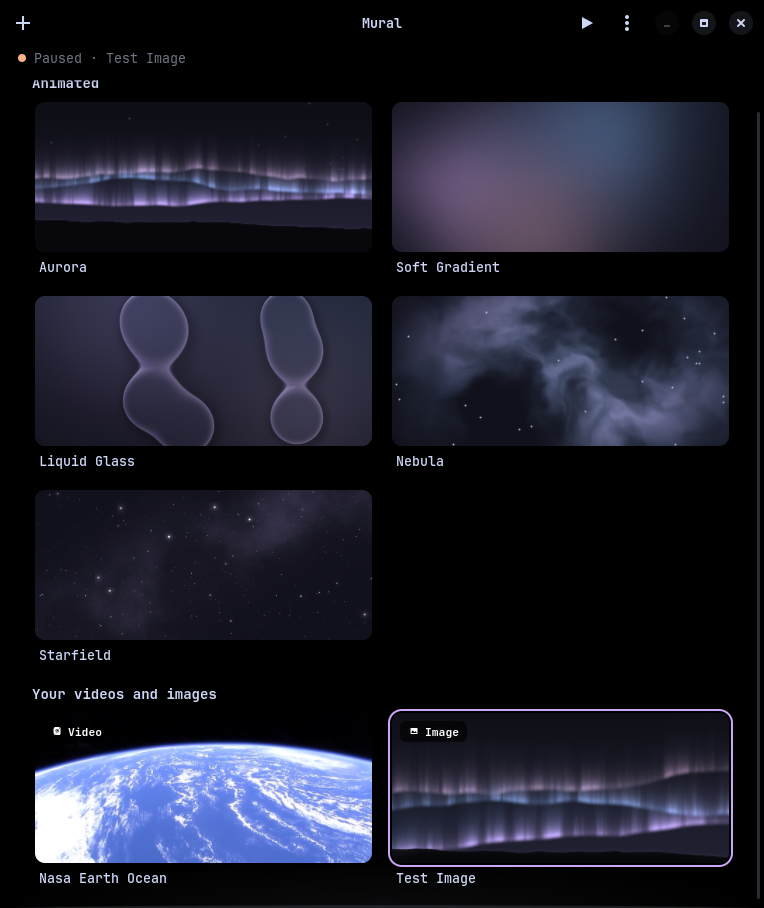 Mural
Paused · Test Image
Animated
Aurora
Soft Gradient
Liquid Glass
Nebula
Starfield
Your videos and images
Video
Image
Nasa Earth Ocean
Test Image